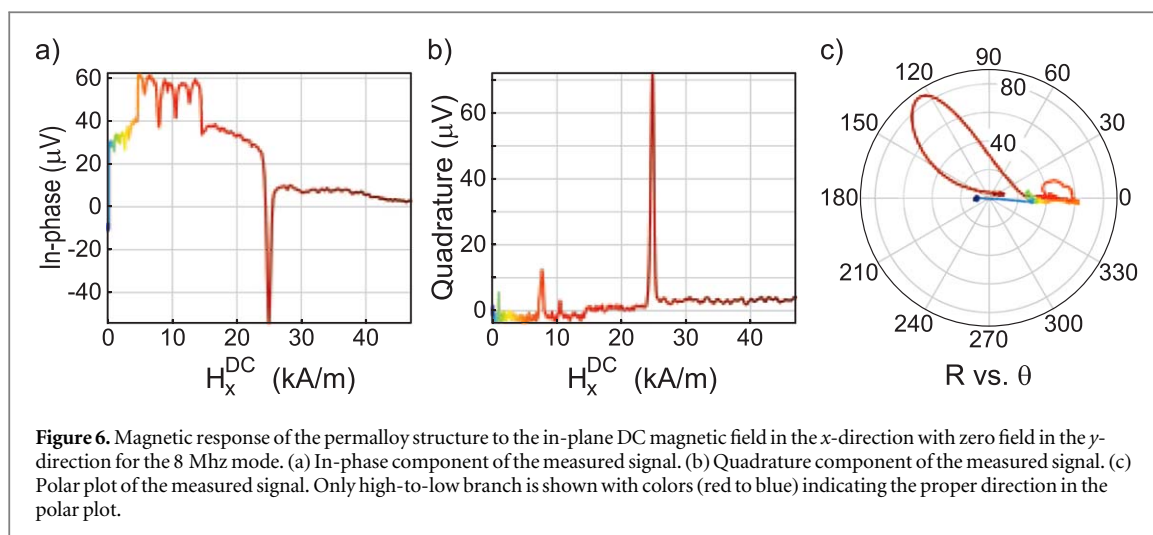 a)
60
40
20
0
-20
-40
In-phase (μV)
0 10 20 30 40
H_x^DC (kA/m)
b)
60
40
20
0
Quadrature (μV)
0 10 20 30 40
H_x^DC (kA/m)
c)
90
120 80 60
150 40 30
180 0
210 330
240 300
270
R vs. θ
Figure 6. Magnetic response of the permalloy structure to the in-plane DC magnetic field in the x-direction with zero field in the y-
direction for the 8 Mhz mode. (a) In-phase component of the measured signal. (b) Quadrature component of the measured signal. (c)
Polar plot of the measured signal. Only high-to-low branch is shown with colors (red to blue) indicating the proper direction in the
polar plot.